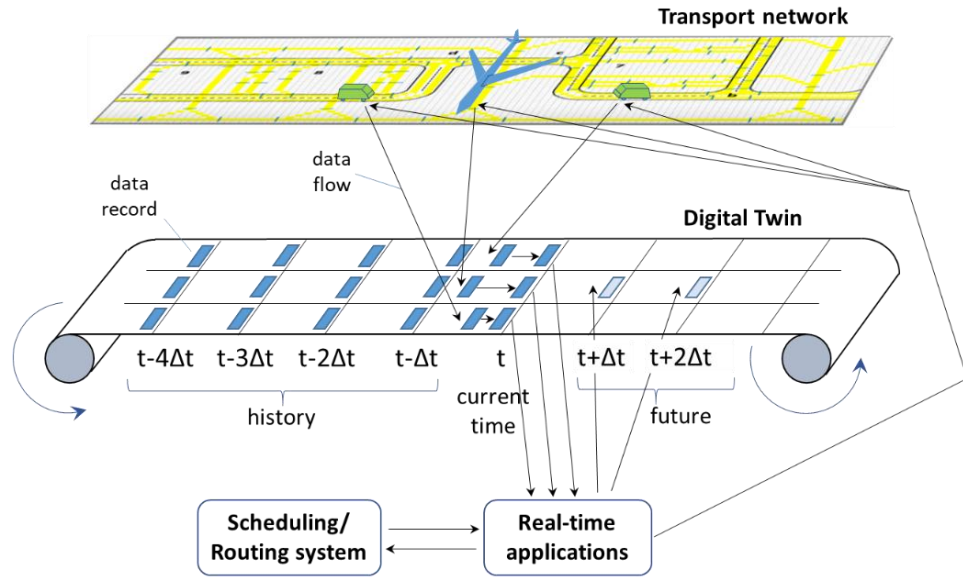 Transport network
data
flow
data
record
Digital Twin
t-4Δt
t-3Δt
t-2Δt
t-Δt
t
t+Δt
t+2Δt
history
current
time
future
Scheduling/
Routing system
Real-time
applications